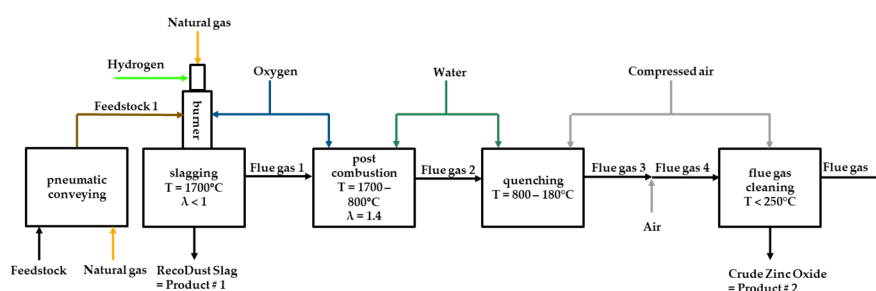 Natural gas
Hydrogen
Oxygen
Water
Compressed air
Feedstock 1
burner
pneumatic
conveying
slagging
T = 1700°C
λ < 1
Flue gas 1
post
combustion
T = 1700 –
800°C
λ = 1.4
Flue gas 2
quenching
T = 800 – 180°C
Flue gas 3
Flue gas 4
flue gas
cleaning
T < 250°C
Flue gas
Air
Feedstock
Natural gas
RecoDust Slag
= Product # 1
Crude Zinc Oxide
= Product # 2